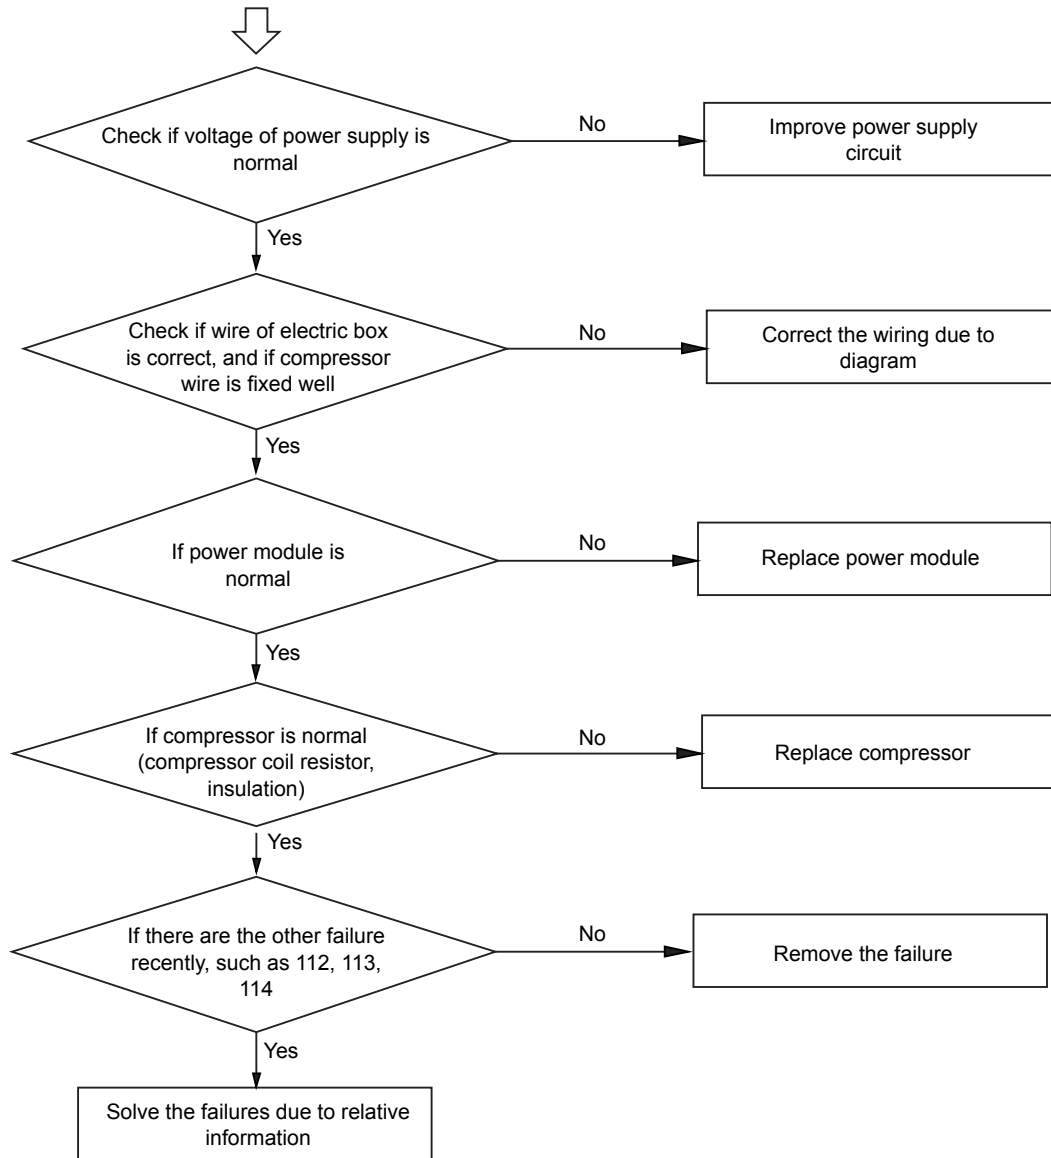 Check if voltage of power supply is
normal
No
Improve power supply
circuit
Yes
Check if wire of electric box
is correct, and if compressor
wire is fixed well
No
Correct the wiring due to
diagram
Yes
If power module is
normal
No
Replace power module
Yes
If compressor is normal
(compressor coil resistor,
insulation)
No
Replace compressor
Yes
If there are the other failure
recently, such as 112, 113,
114
No
Remove the failure
Yes
Solve the failures due to relative
information